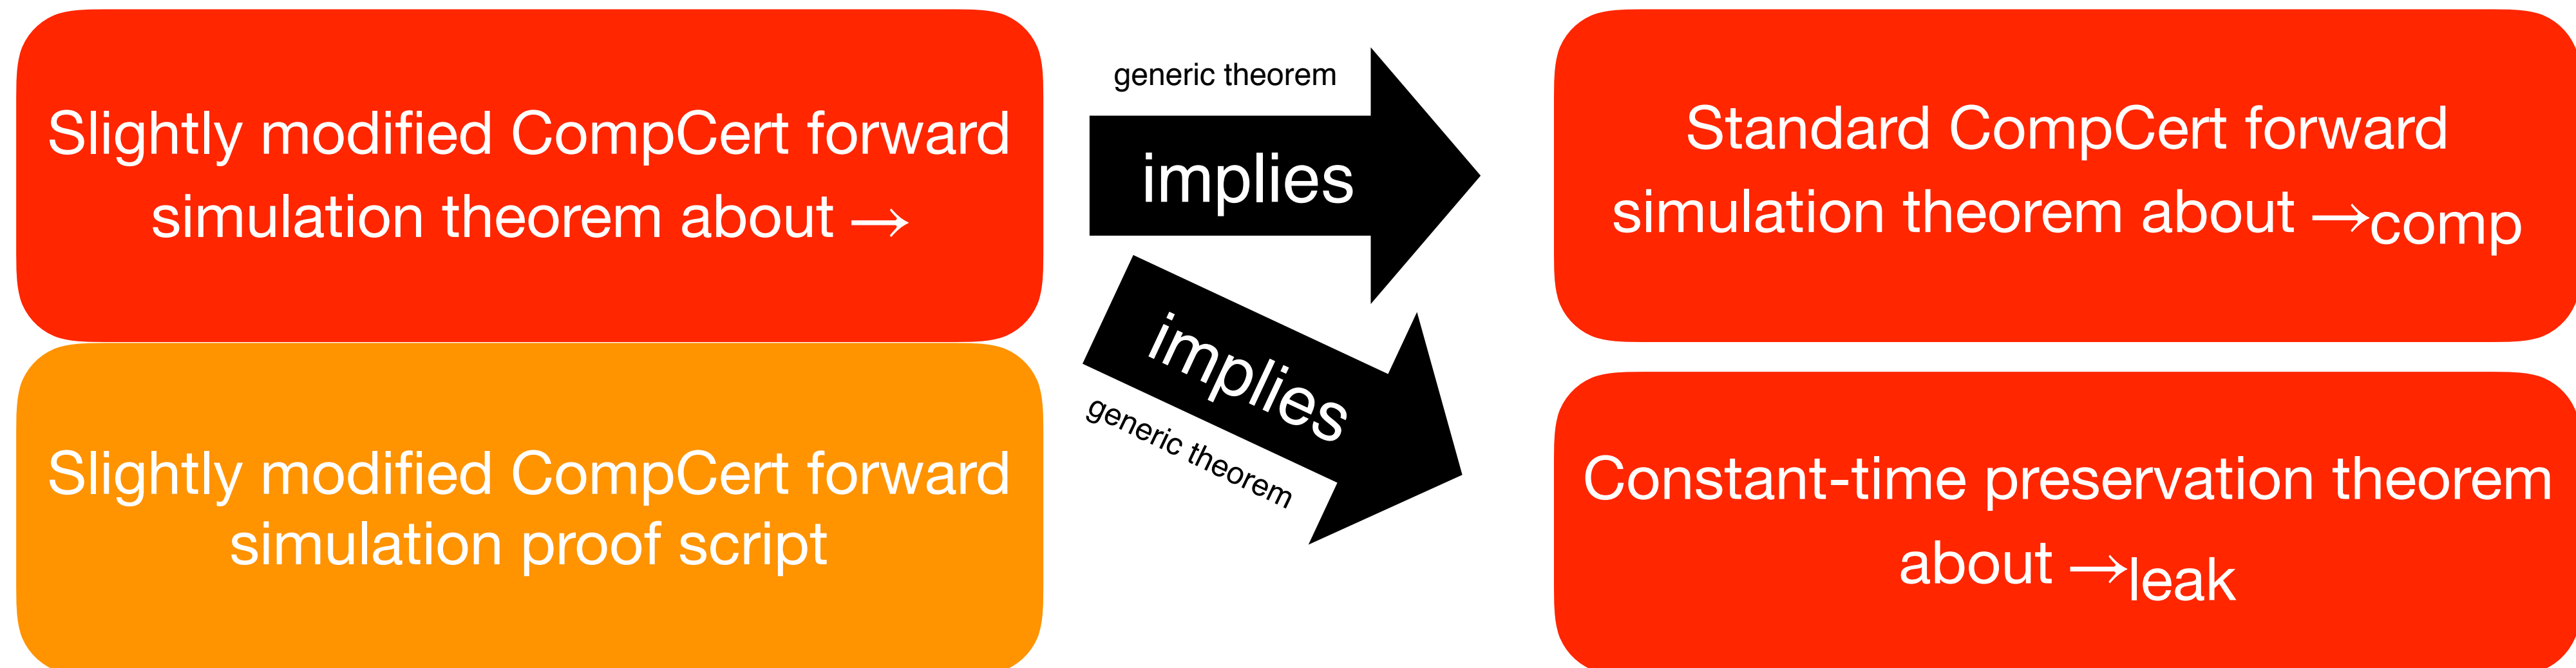 Slightly modified CompCert forward
simulation theorem about →
generic theorem
implies
Standard CompCert forward
simulation theorem about →comp
Slightly modified CompCert forward
simulation proof script
implies
generic theorem
Constant-time preservation theorem
about →leak